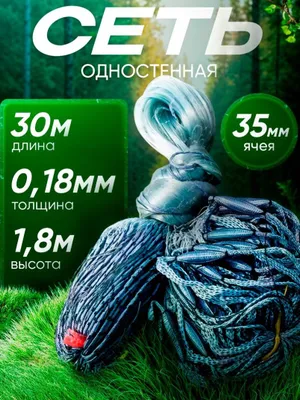 СЕТЬ
ОДНОСТЕННАЯ
30м
длина
35мм
ячея
0,18мм
толщина
1,8м
высота